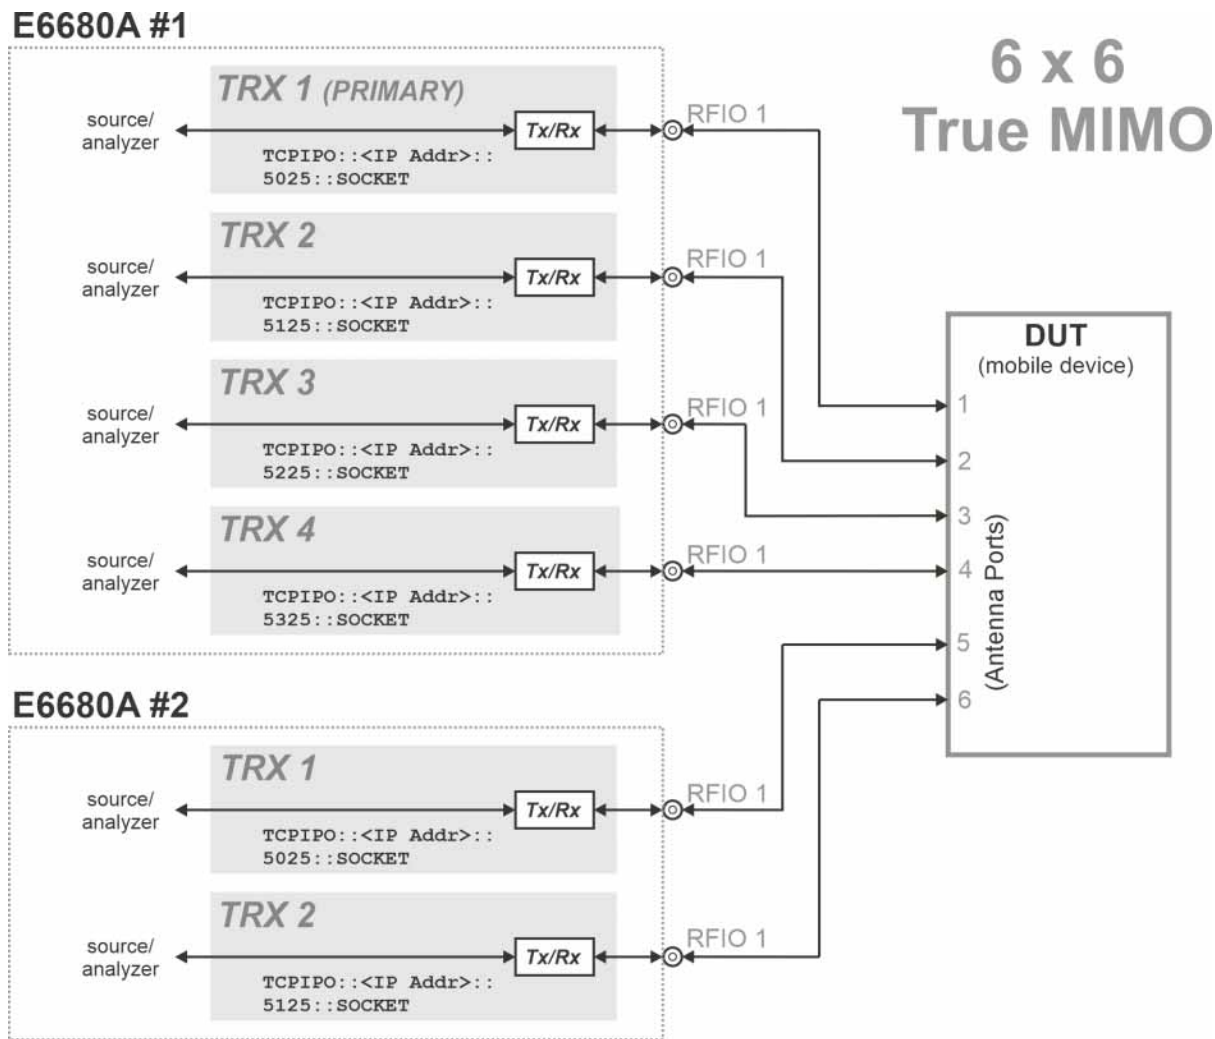 E6680A #1
6 x 6
True MIMO
TRX 1 (PRIMARY)
source/
analyzer
Tx/Rx
RFIO 1
TCPIPO::<IP Addr>::
5025::SOCKET
TRX 2
source/
analyzer
Tx/Rx
RFIO 1
TCPIPO::<IP Addr>::
5125::SOCKET
TRX 3
source/
analyzer
Tx/Rx
RFIO 1
TCPIPO::<IP Addr>::
5225::SOCKET
TRX 4
source/
analyzer
Tx/Rx
RFIO 1
TCPIPO::<IP Addr>::
5325::SOCKET
DUT
(mobile device)
1
2
3
4
5
6
(Antenna Ports)
E6680A #2
TRX 1
source/
analyzer
Tx/Rx
RFIO 1
TCPIPO::<IP Addr>::
5025::SOCKET
TRX 2
source/
analyzer
Tx/Rx
RFIO 1
TCPIPO::<IP Addr>::
5125::SOCKET